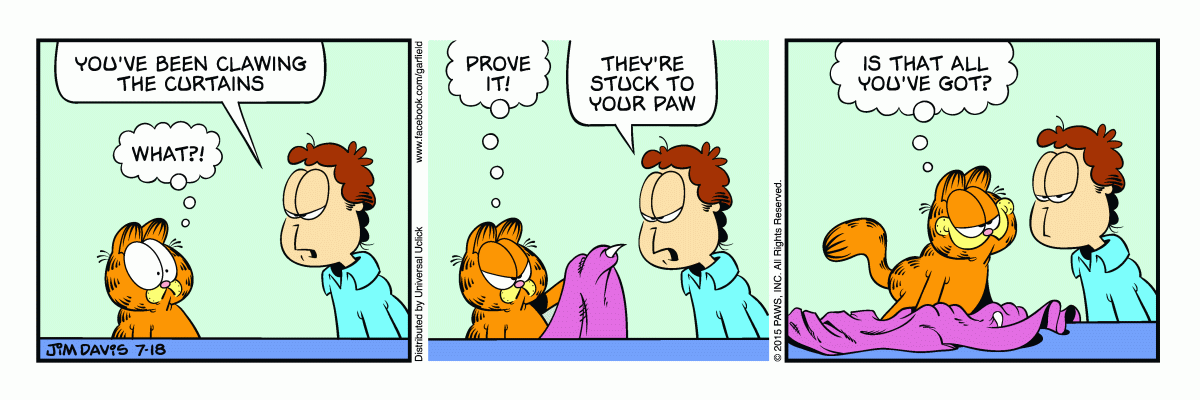 YOU'VE BEEN CLAWING
THE CURTAINS
WHAT?!
JIM DAVIS 7-18
Distributed by Universal Uclick
www.facebook.com/garfield
PROVE
IT!
THEY'RE
STUCK TO
YOUR PAW
© 2015 PAWS, INC. All Rights Reserved.
IS THAT ALL
YOU'VE GOT?